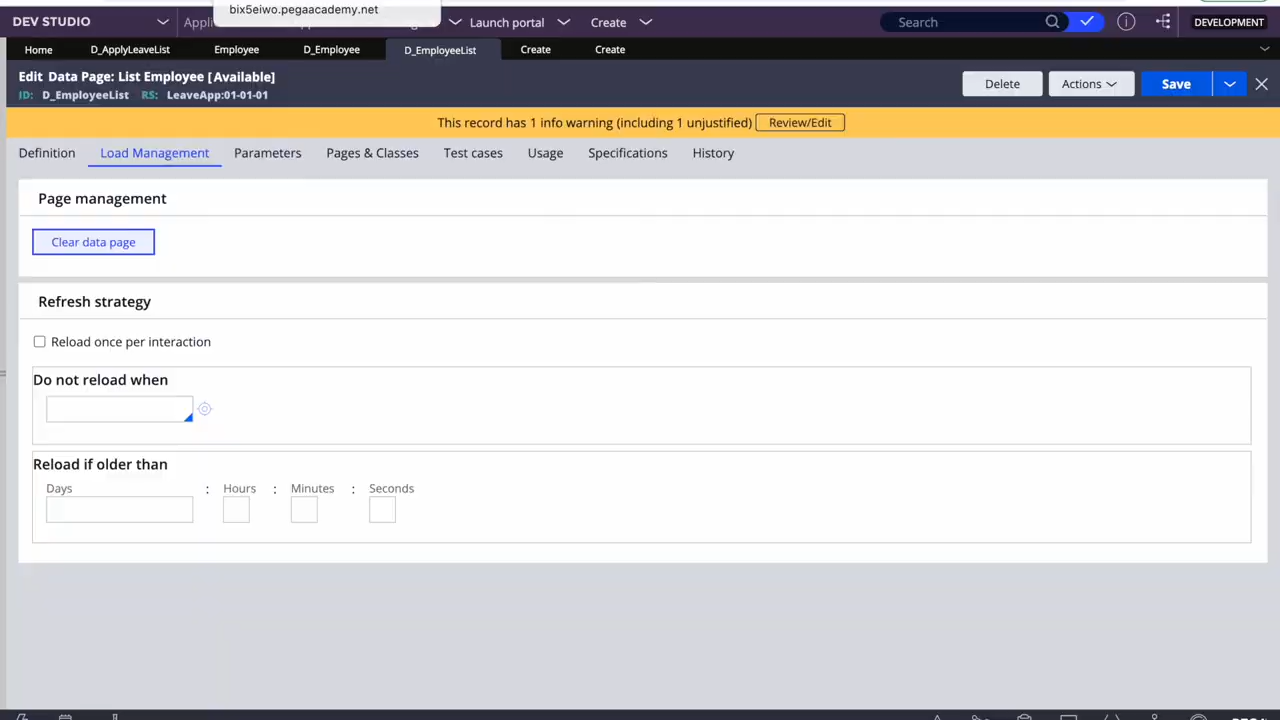 bix5eiwo.pegaacademy.net
DEV STUDIO
Launch portal
Create
Search
DEVELOPMENT
Home
D_ApplyLeaveList
Employee
D_Employee
D_EmployeeList
Create
Create
Edit Data Page: List Employee [Available]
ID: D_EmployeeList RS: LeaveApp:01-01-01
Delete
Actions
Save
This record has 1 info warning (including 1 unjustified)
Review/Edit
Definition
Load Management
Parameters
Pages & Classes
Test cases
Usage
Specifications
History
Page management
Clear data page
Refresh strategy
Reload once per interaction
Do not reload when
Reload if older than
Days : Hours : Minutes : Seconds